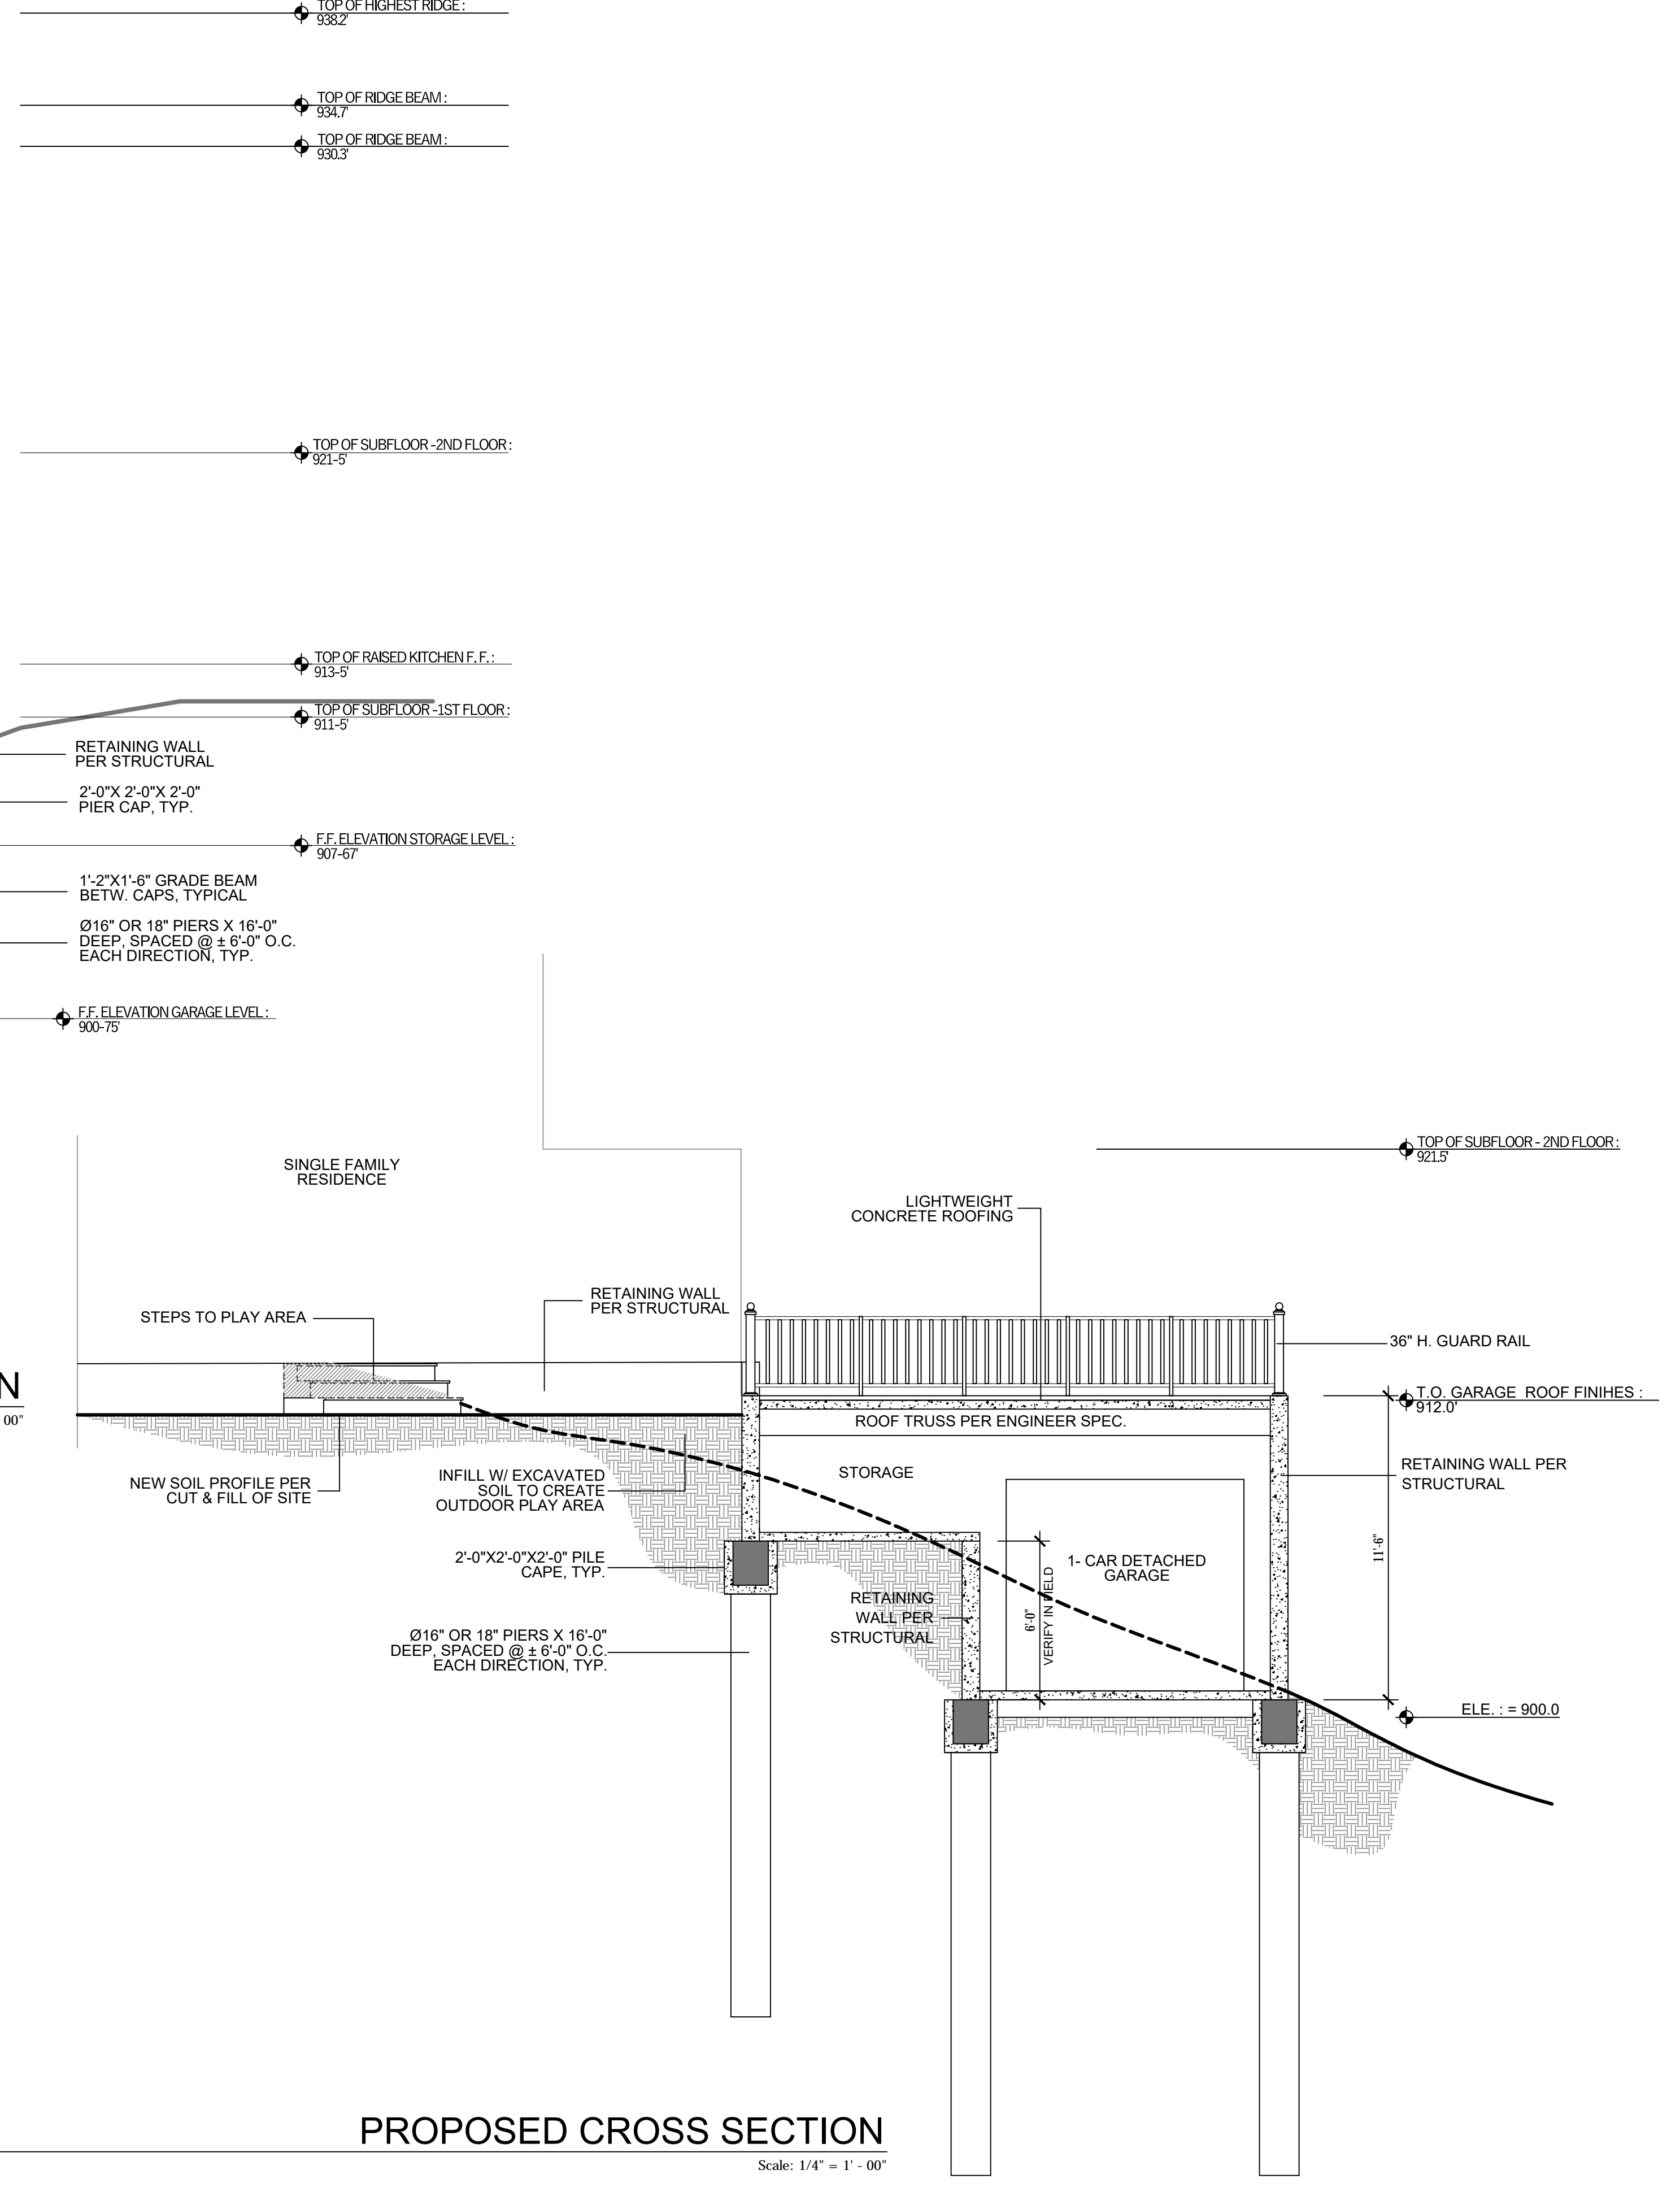 TOP OF HIGHEST RIDGE :
938.2'
TOP OF RIDGE BEAM :
934.7'
TOP OF RIDGE BEAM :
930.3'
TOP OF SUBFLOOR -2ND FLOOR :
921-5'
TOP OF RAISED KITCHEN F. F. :
913-5'
TOP OF SUBFLOOR -1ST FLOOR :
911-5'
RETAINING WALL
PER STRUCTURAL
2'-0"X 2'-0"X 2'-0"
PIER CAP, TYP.
F.F. ELEVATION STORAGE LEVEL :
907-67'
1'-2"X1'-6" GRADE BEAM
BETW. CAPS, TYPICAL
Ø16" OR 18" PIERS X 16'-0"
DEEP, SPACED @ ± 6'-0" O.C.
EACH DIRECTION, TYP.
F.F. ELEVATION GARAGE LEVEL :
900-75'
TOP OF SUBFLOOR - 2ND FLOOR :
921.5'
SINGLE FAMILY
RESIDENCE
LIGHTWEIGHT
CONCRETE ROOFING
RETAINING WALL
PER STRUCTURAL
STEPS TO PLAY AREA
36" H. GUARD RAIL
N
00"
T.O. GARAGE ROOF FINIHES :
912.0'
ROOF TRUSS PER ENGINEER SPEC.
STORAGE
RETAINING WALL PER
STRUCTURAL
NEW SOIL PROFILE PER
CUT & FILL OF SITE
INFILL W/ EXCAVATED
SOIL TO CREATE
OUTDOOR PLAY AREA
11'-6"
2'-0"X2'-0"X2'-0" PILE
CAPE, TYP.
1- CAR DETACHED
GARAGE
RETAINING
WALL PER
STRUCTURAL
6'-0"
VERIFY IN FIELD
Ø16" OR 18" PIERS X 16'-0"
DEEP, SPACED @ ± 6'-0" O.C.
EACH DIRECTION, TYP.
ELE. : = 900.0
PROPOSED CROSS SECTION
Scale: 1/4" = 1' - 00"